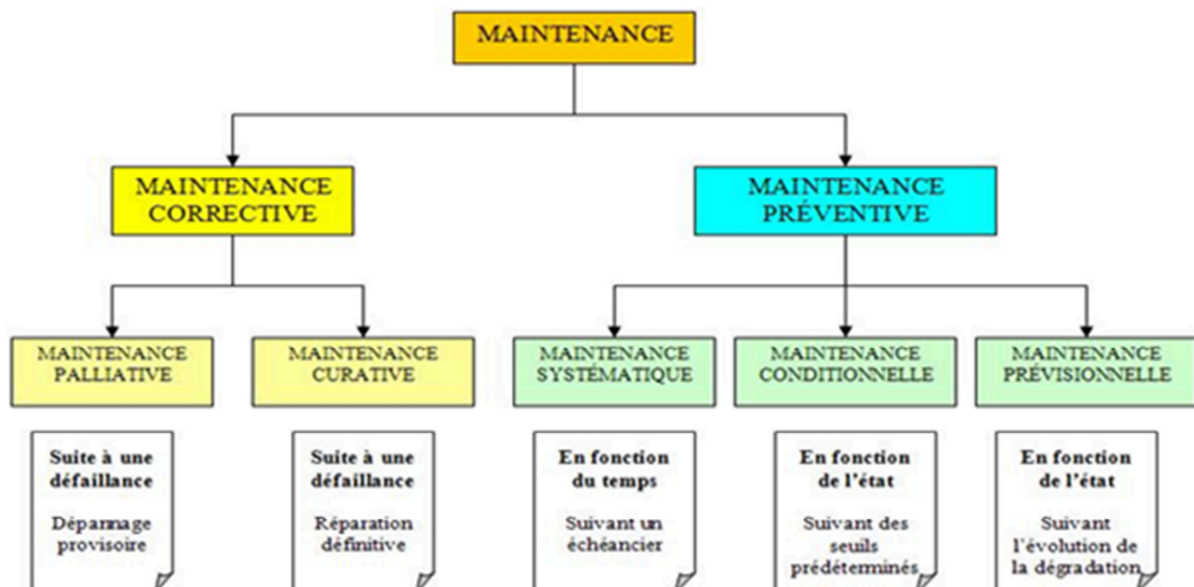 MAINTENANCE
MAINTENANCE
CORRECTIVE
MAINTENANCE
PRÉVENTIVE
MAINTENANCE
PALLIATIVE
MAINTENANCE
CURATIVE
MAINTENANCE
SYSTÉMATIQUE
MAINTENANCE
CONDITIONNELLE
MAINTENANCE
PRÉVISIONNELLE
Suite à une
défaillance
Dépannage
provisoire
Suite à une
défaillance
Réparation
définitive
En fonction
du temps
Suivant un
échéancier
En fonction
de l'état
Suivant des
seuils
prédéterminés
En fonction
de l'état
Suivant
l'évolution de
la dégradation